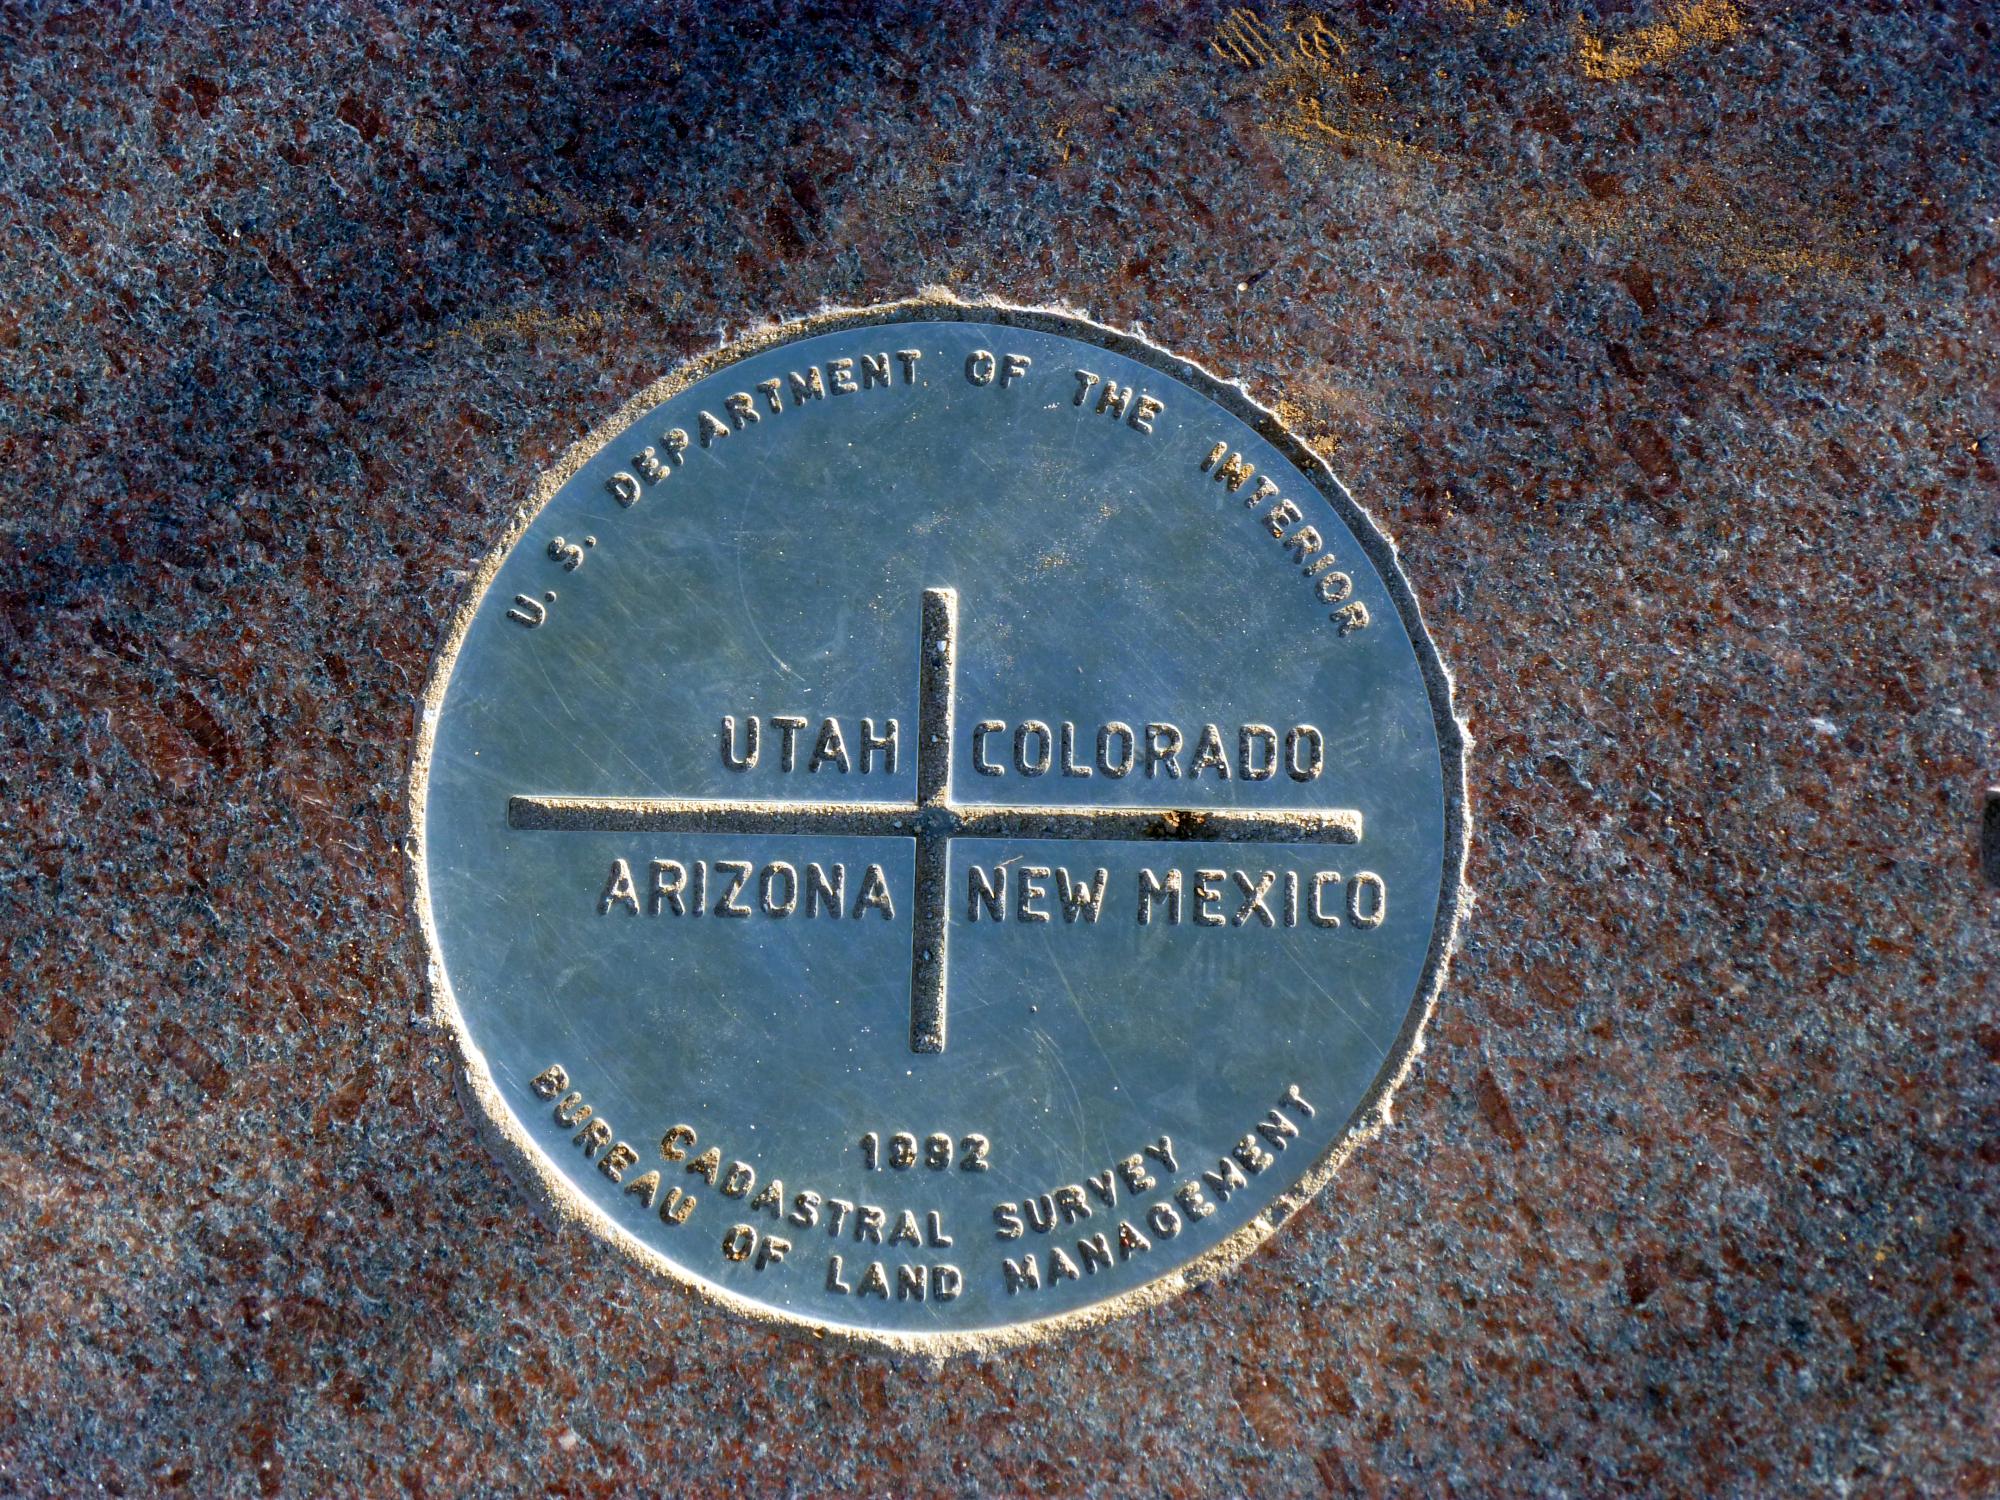 U. S. DEPARTMENT OF THE INTERIOR
UTAH COLORADO
ARIZONA NEW MEXICO
1992
CADASTRAL SURVEY
BUREAU OF LAND MANAGEMENT